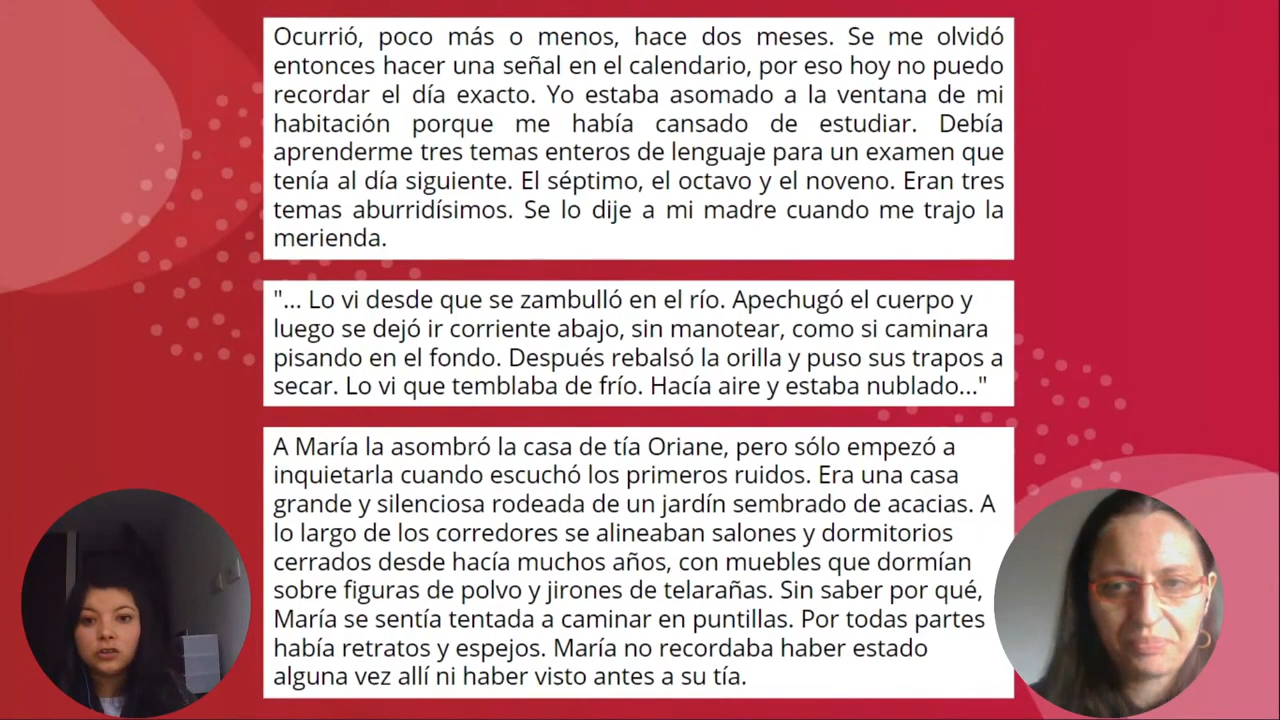 Ocurrió, poco más o menos, hace dos meses. Se me olvidó
entonces hacer una señal en el calendario, por eso hoy no puedo
recordar el día exacto. Yo estaba asomado a la ventana de mi
habitación porque me había cansado de estudiar. Debía
aprenderme tres temas enteros de lenguaje para un examen que
tenía al día siguiente. El séptimo, el octavo y el noveno. Eran tres
temas aburridísimos. Se lo dije a mi madre cuando me trajo la
merienda.
"... Lo vi desde que se zambulló en el río. Apechugó el cuerpo y
luego se dejó ir corriente abajo, sin manotear, como si caminara
pisando en el fondo. Después rebalsó la orilla y puso sus trapos a
secar. Lo vi que temblaba de frío. Hacía aire y estaba nublado..."
A María la asombró la casa de tía Oriane, pero sólo empezó a
inquietarla cuando escuchó los primeros ruidos. Era una casa
grande y silenciosa rodeada de un jardín sembrado de acacias. A
lo largo de los corredores se alineaban salones y dormitorios
cerrados desde hacía muchos años, con muebles que dormían
sobre figuras de polvo y jirones de telarañas. Sin saber por qué,
María se sentía tentada a caminar en puntillas. Por todas partes
había retratos y espejos. María no recordaba haber estado
alguna vez allí ni haber visto antes a su tía.